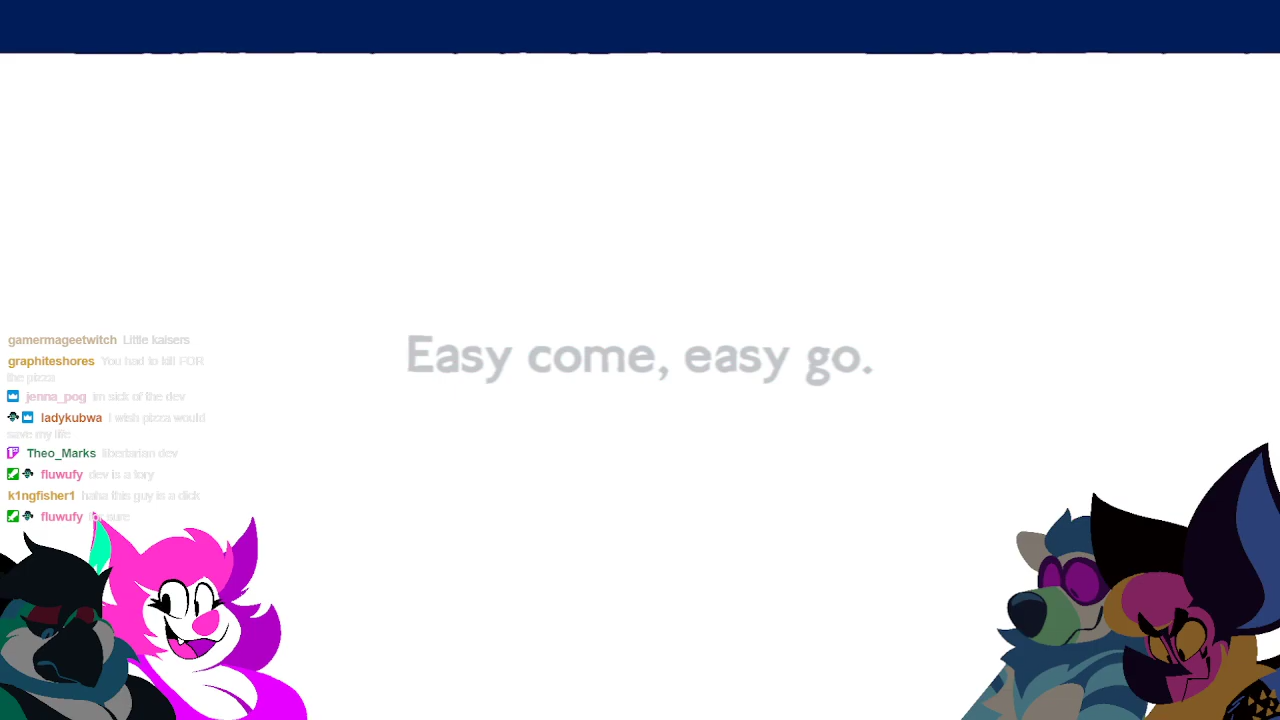 Easy come, easy go.
gamermageetwitch Little kaisers
graphiteshores You had to kill FOR
the pizza
jenna_pog im sick of the dev
ladykubwa I wish pizza would
save my life
Theo_Marks libertarian dev
fluwufy dev is a tory
k1ngfisher1 haha this guy is a dick
fluwufy for sure